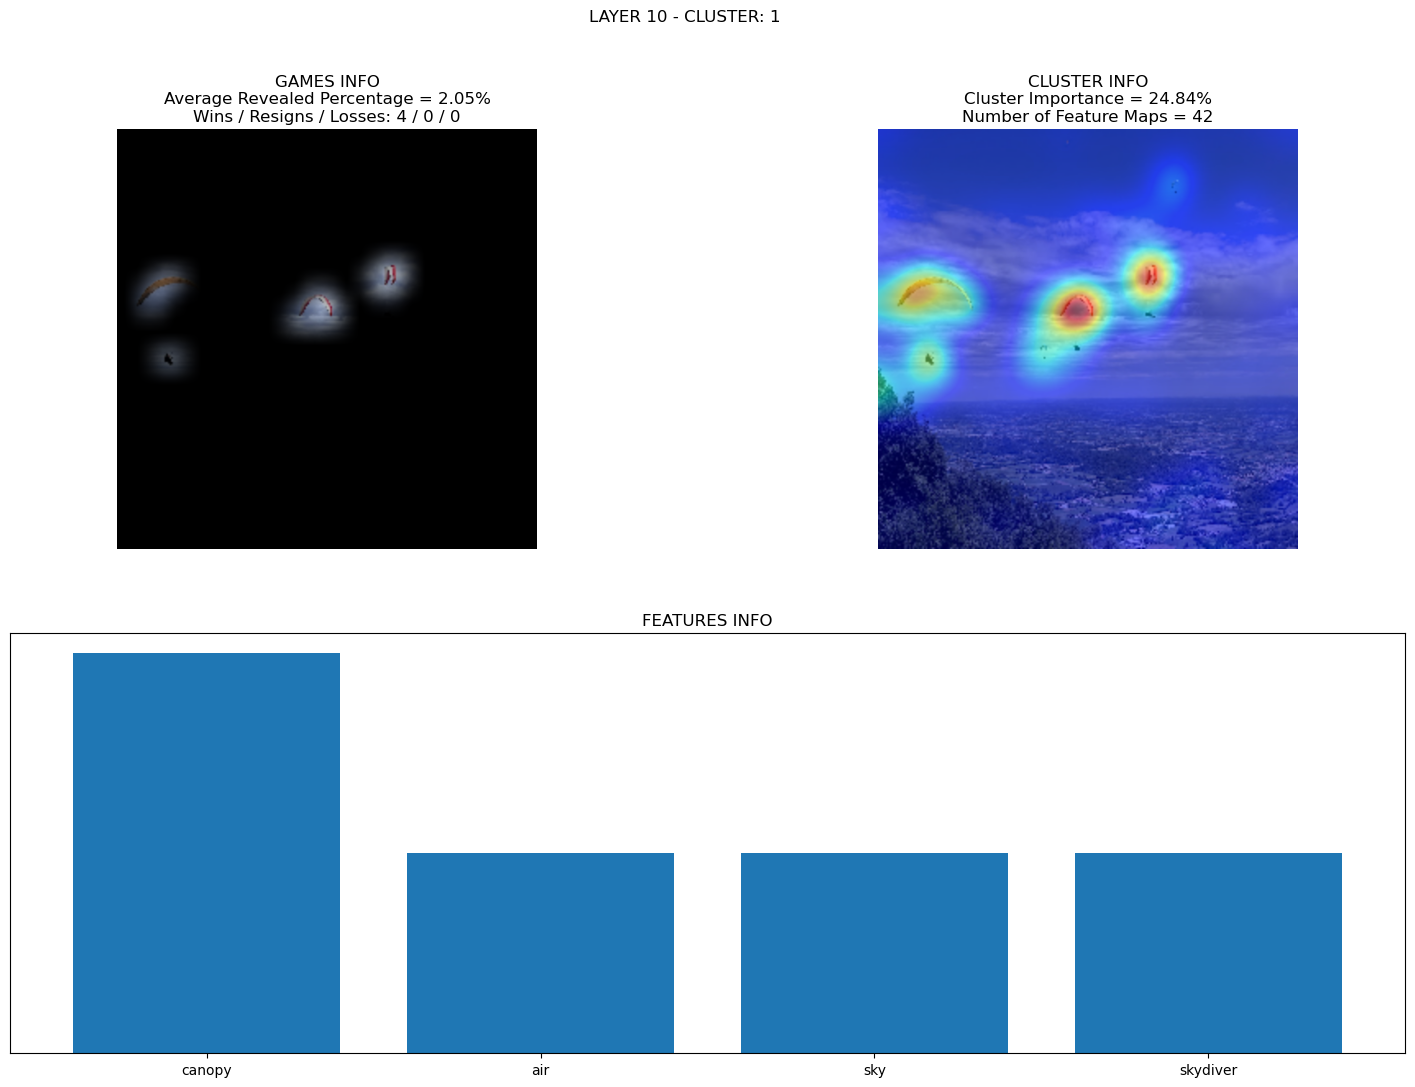 LAYER 10 - CLUSTER: 1
GAMES INFO
Average Revealed Percentage = 2.05%
Wins / Resigns / Losses: 4 / 0 / 0
CLUSTER INFO
Cluster Importance = 24.84%
Number of Feature Maps = 42
FEATURES INFO
canopy
air
sky
skydiver